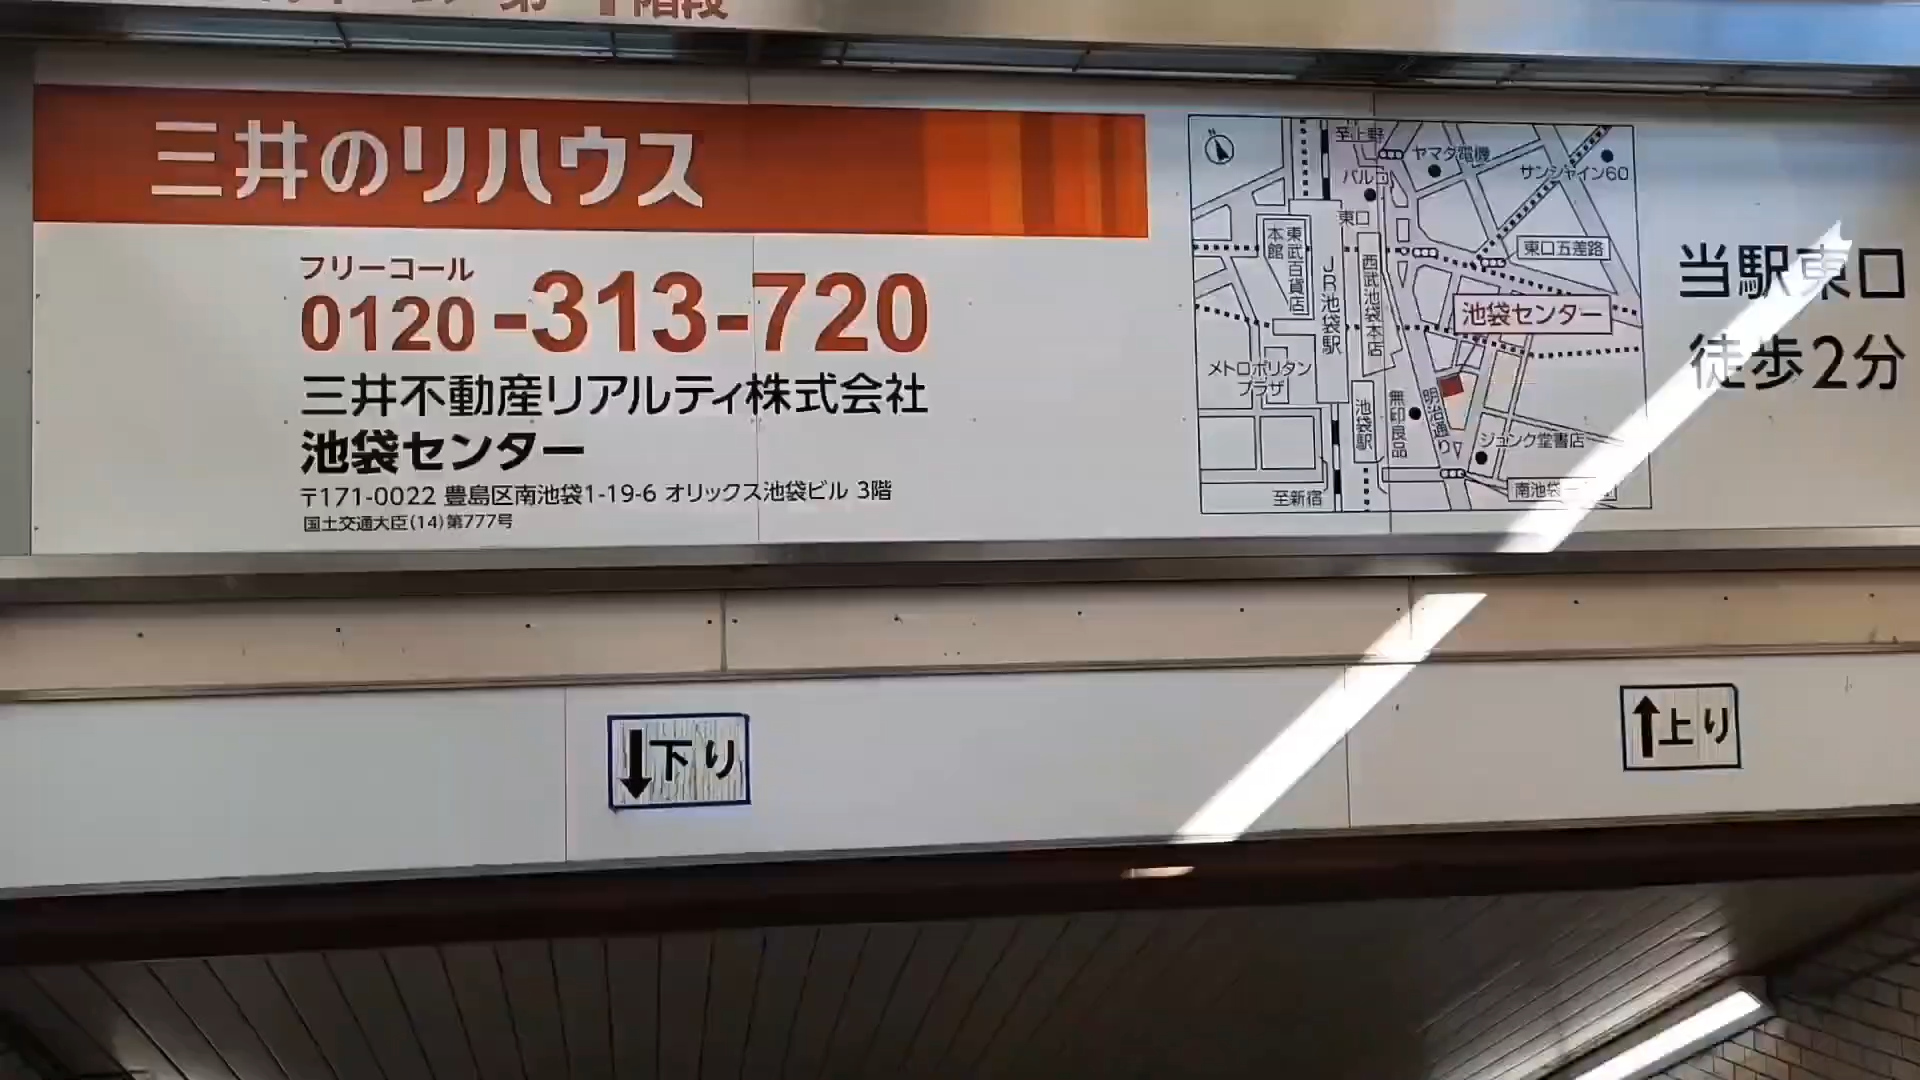 階段
三井のリハウス
フリーコール
0120-313-720
三井不動産リアルティ株式会社
池袋センター
〒171-0022 豊島区南池袋1-19-6 オリックス池袋ビル 3階
国土交通大臣(14)第777号
N
至上野
ヤマダ電機
パルコ
サンシャイン60
東口
東武百貨店
本館
JR池袋駅
西武池袋本店
東口五差路
池袋センター
メトロポリタン
プラザ
池袋駅
無印良品
明治通り
ジュンク堂書店
南池袋一
至新宿
当駅東口
徒歩2分
↓下り
↑上り